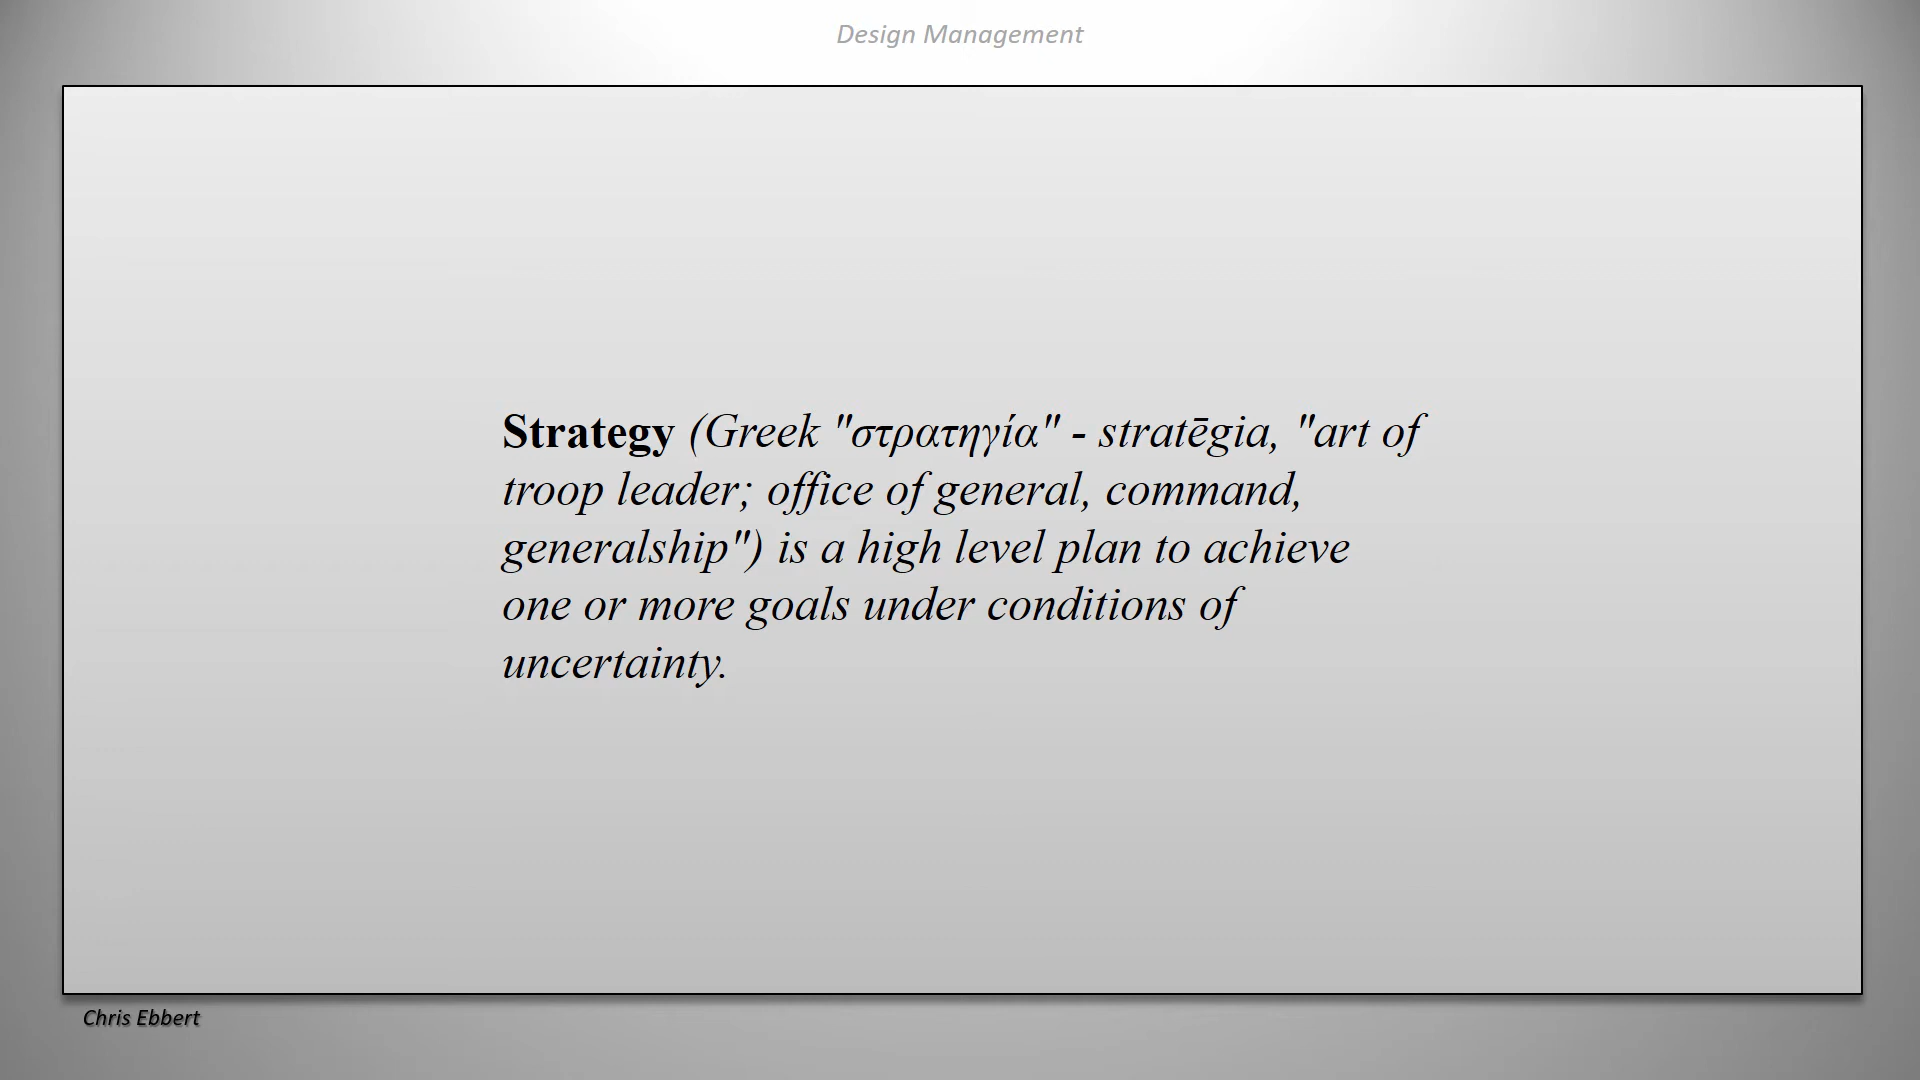 Design Management
Strategy (Greek "στρατηγία" - stratēgia, "art of
troop leader; office of general, command,
generalship") is a high level plan to achieve
one or more goals under conditions of
uncertainty.
Chris Ebbert